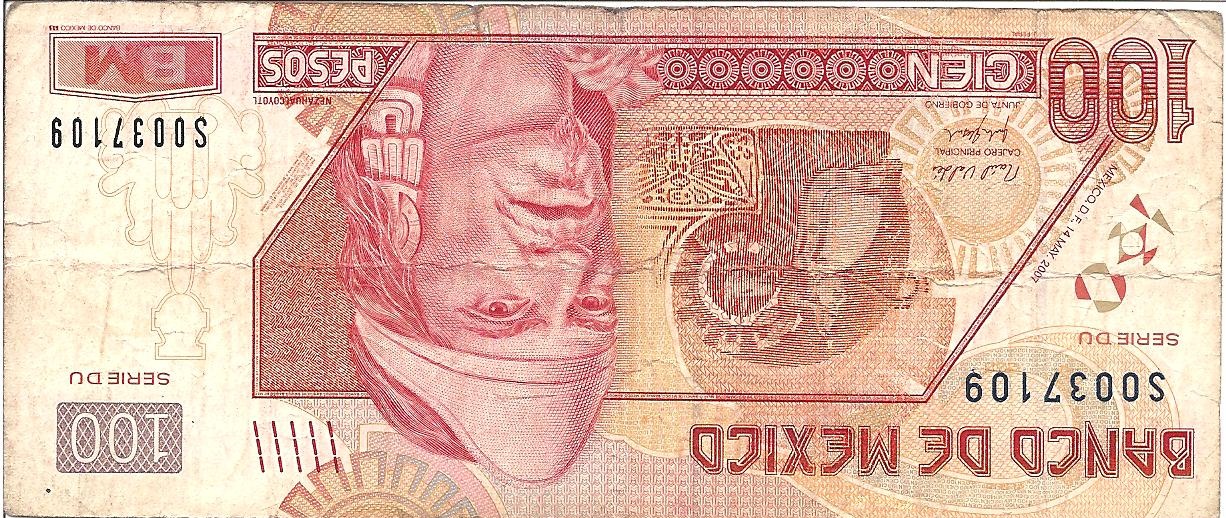 BANCO DE MEXICO
100
S0037109
SERIE DU
SERIE DU
MEXICO, D.F. 14 MAY 2007
CAJERO PRINCIPAL
JUNTA DE GOBIERNO
S0037109
100
CIEN
PESOS
NEZAHUALCOYOTL
BM
BANCO DE MEXICO